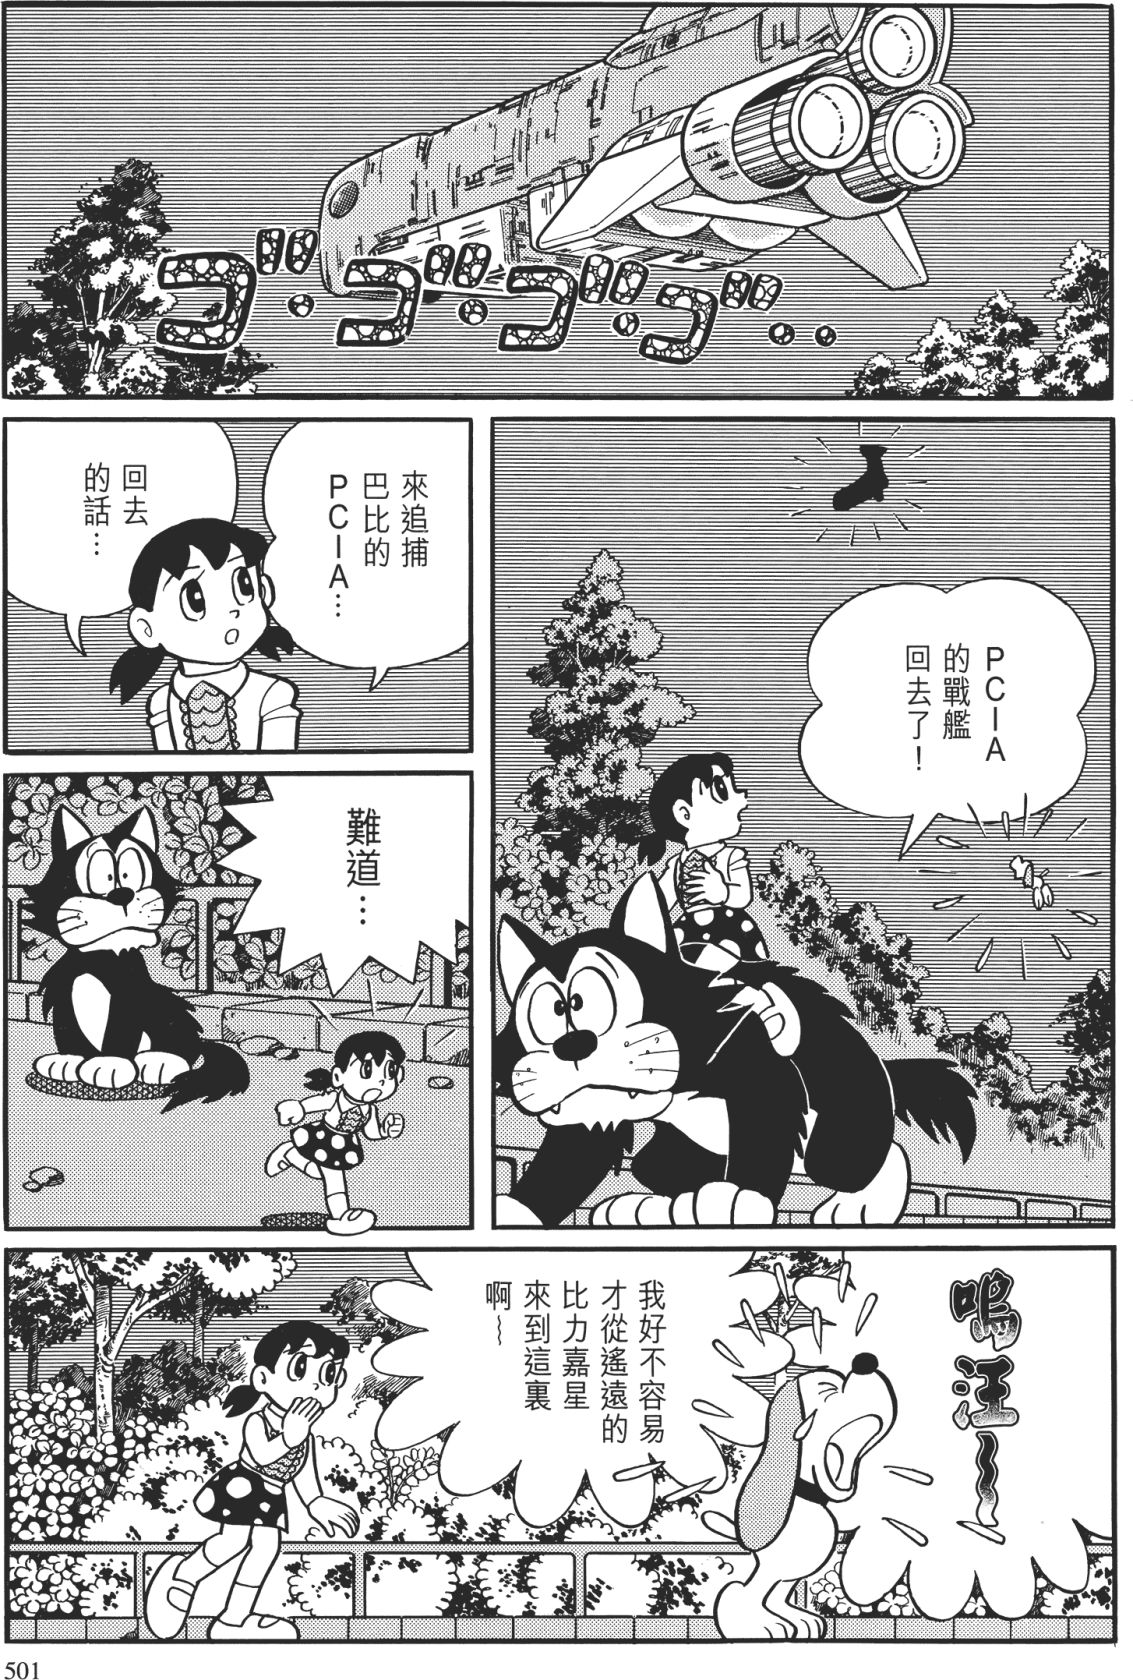 ゴ・ゴ・ゴ・ゴ・・・
PCIA
的戰艦
回去了！
來追捕
巴比的
PCIA…
回去
的話…
難道…
嗚汪～
我好不容易
才從遙遠的
比力嘉星
來到這裏
啊～
501